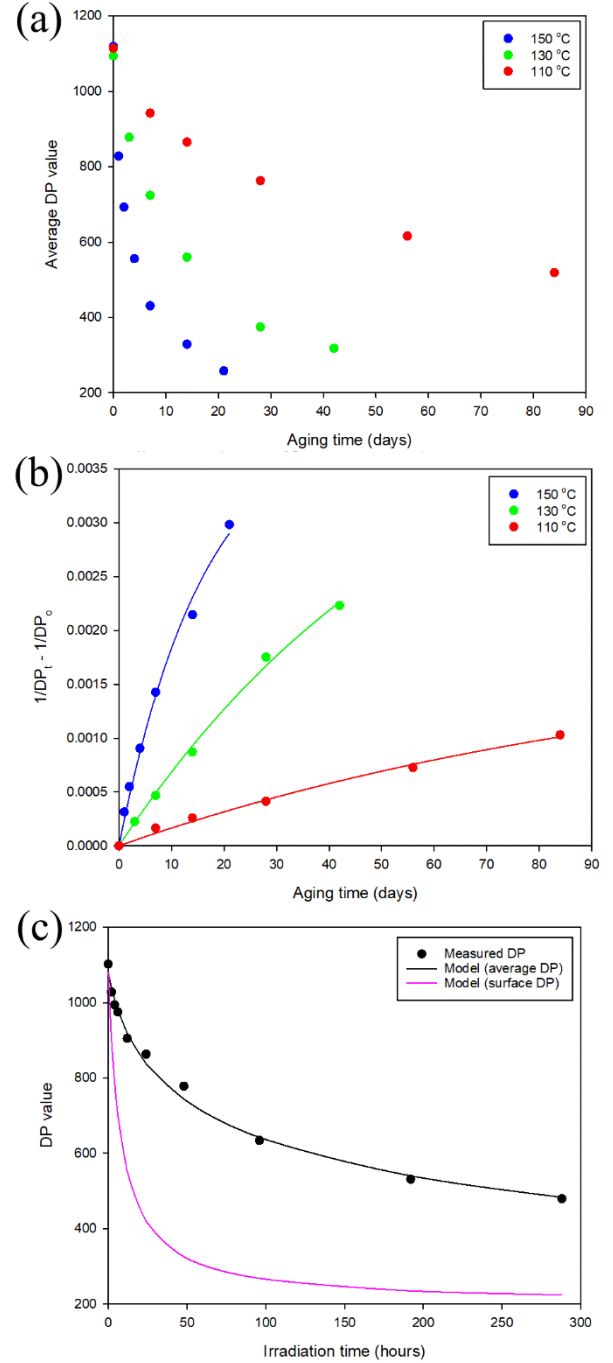 (a)
1200
1000
800
600
400
200
Average DP value
150 °C
130 °C
110 °C
0 10 20 30 40 50 60 70 80 90
Aging time (days)
(b)
0.0035
0.0030
0.0025
0.0020
0.0015
0.0010
0.0005
0.0000
1/DPt - 1/DPo
150 °C
130 °C
110 °C
0 10 20 30 40 50 60 70 80 90
Aging time (days)
(c)
1200
1000
800
600
400
200
DP value
Measured DP
Model (average DP)
Model (surface DP)
0 50 100 150 200 250 300
Irradiation time (hours)